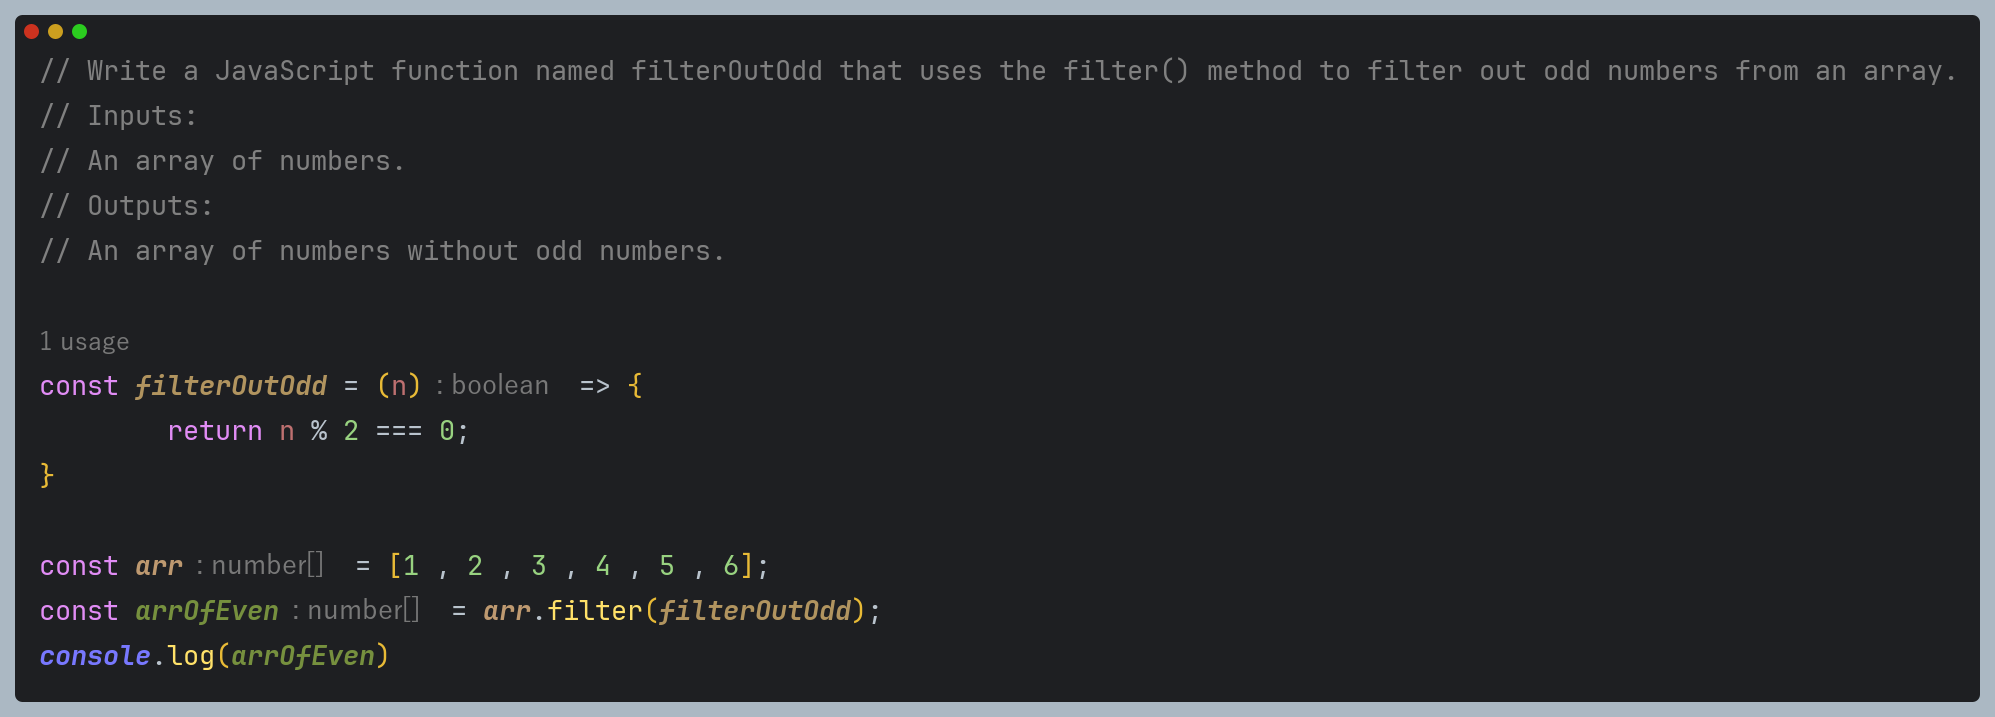 // Write a JavaScript function named filterOutOdd that uses the filter() method to filter out odd numbers from an array.
// Inputs:
// An array of numbers.
// Outputs:
// An array of numbers without odd numbers.
1 usage
const filterOutOdd = (n) : boolean => {
        return n % 2 === 0;
}
const arr : number[] = [1 , 2 , 3 , 4 , 5 , 6];
const arrOfEven : number[] = arr.filter(filterOutOdd);
console.log(arrOfEven)